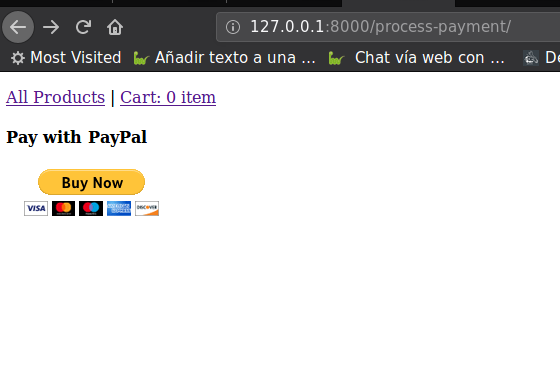 127.0.0.1:8000/process-payment/
Most Visited Añadir texto a una ... Chat vía web con ... De
All Products | Cart: 0 item
Pay with PayPal
Buy Now
VISA DISCOVER